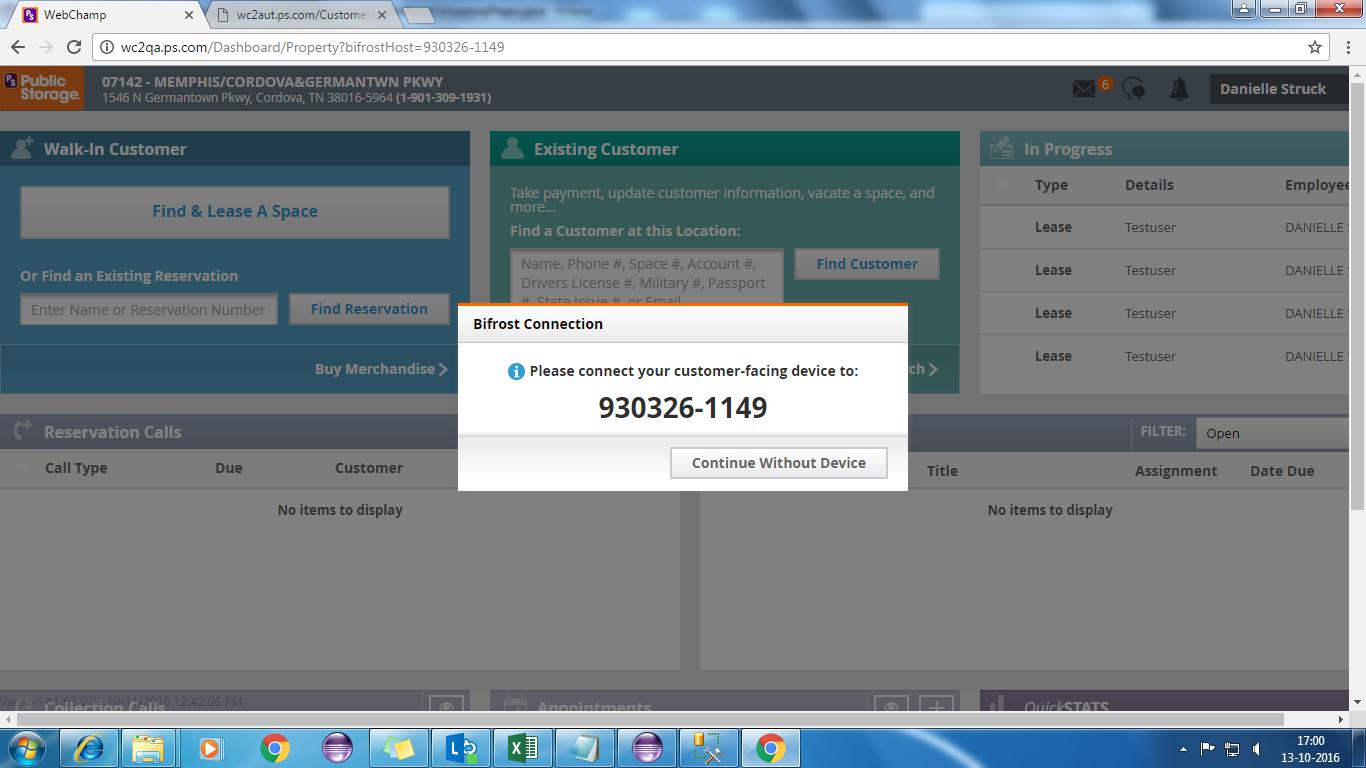 WebChamp
wc2aut.ps.com/Customer
wc2qa.ps.com/Dashboard/Property?bifrostHost=930326-1149
PS Public Storage.
07142 - MEMPHIS/CORDOVA&GERMANTWN PKWY
1546 N Germantown Pkwy, Cordova, TN 38016-5964 (1-901-309-1931)
6
Danielle Struck
Walk-In Customer
Find & Lease A Space
Or Find an Existing Reservation
Enter Name or Reservation Number
Find Reservation
Buy Merchandise
Existing Customer
Take payment, update customer information, vacate a space, and
more...
Find a Customer at this Location:
Name, Phone #, Space #, Account #,
Drivers License #, Military #, Passport
#, State Issue #, or Email
Find Customer
ch
In Progress
Type Details Employee
Lease Testuser DANIELLE S
Lease Testuser DANIELLE S
Lease Testuser DANIELLE S
Lease Testuser DANIELLE S
Bifrost Connection
Please connect your customer-facing device to:
930326-1149
Continue Without Device
Reservation Calls
Call Type Due Customer
No items to display
FILTER: Open
Title Assignment Date Due
No items to display
Version #1.63.0.0 - 10/11/2016 12:42:06 PM
Collection Calls
Appointments
QuickSTATS
17:00
13-10-2016